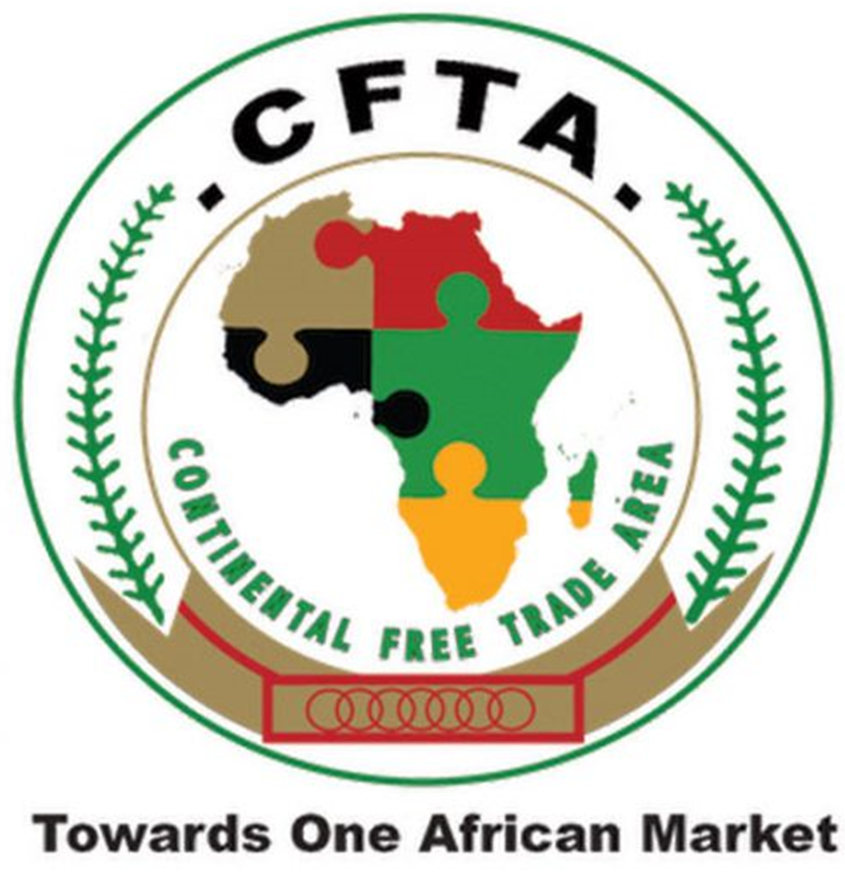 .CFTA.
CONTINENTAL FREE TRADE AREA
Towards One African Market